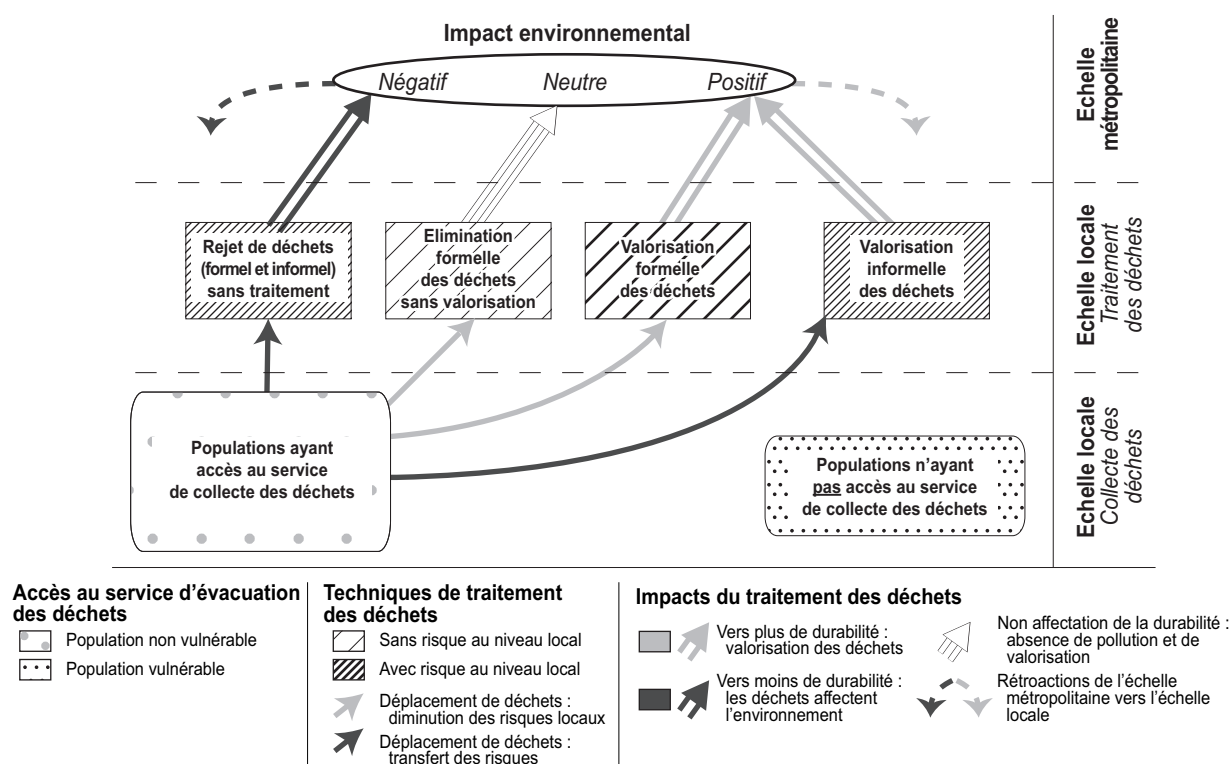 Impact environnemental
Négatif Neutre Positif
Echelle
métropolitaine
Rejet de déchets
(formel et informel)
sans traitement
Elimination
formelle
des déchets
sans valorisation
Valorisation
formelle
des déchets
Valorisation
informelle
des déchets
Echelle locale
Traitement
des déchets
Populations ayant
accès au service
de collecte des déchets
Populations n'ayant
pas accès au service
de collecte des déchets
Echelle locale
Collecte des
déchets
Accès au service d'évacuation
des déchets
Population non vulnérable
Population vulnérable
Techniques de traitement
des déchets
Sans risque au niveau local
Avec risque au niveau local
Déplacement de déchets :
diminution des risques locaux
Déplacement de déchets :
transfert des risques
Impacts du traitement des déchets
Vers plus de durabilité :
valorisation des déchets
Vers moins de durabilité :
les déchets affectent
l'environnement
Non affectation de la durabilité :
absence de pollution et de
valorisation
Rétroactions de l'échelle
métropolitaine vers l'échelle
locale